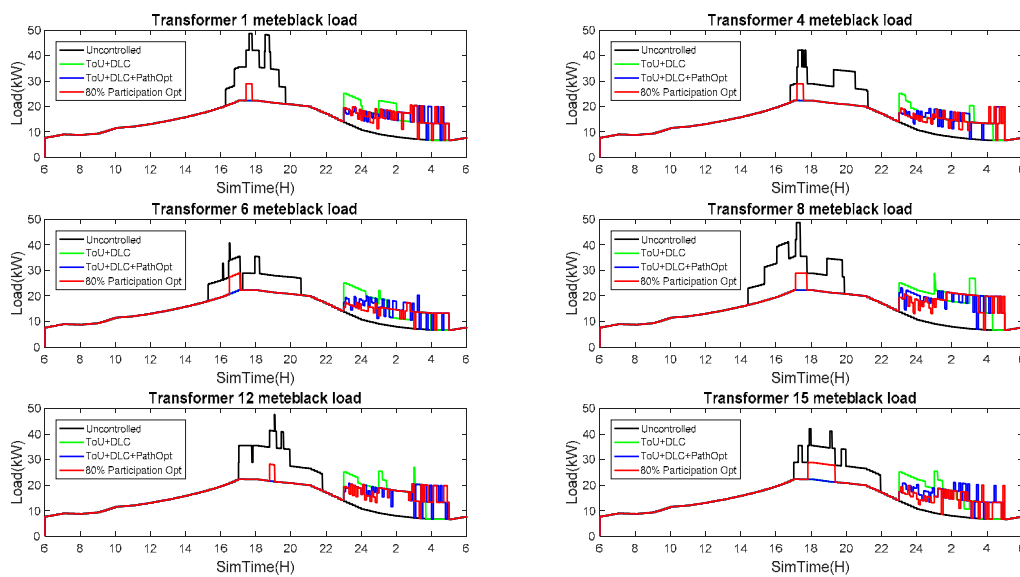 Transformer 1 meteblack load
50
40
30
20
10
0
Load(kW)
Uncontrolled
ToU+DLC
ToU+DLC+PathOpt
80% Participation Opt
6 8 10 12 14 16 18 20 22 24 2 4 6
SimTime(H)
Transformer 4 meteblack load
50
40
30
20
10
0
Load(kW)
Uncontrolled
ToU+DLC
ToU+DLC+PathOpt
80% Participation Opt
6 8 10 12 14 16 18 20 22 24 2 4 6
SimTime(H)
Transformer 6 meteblack load
50
40
30
20
10
0
Load(kW)
Uncontrolled
ToU+DLC
ToU+DLC+PathOpt
80% Participation Opt
6 8 10 12 14 16 18 20 22 24 2 4 6
SimTime(H)
Transformer 8 meteblack load
50
40
30
20
10
0
Load(kW)
Uncontrolled
ToU+DLC
ToU+DLC+PathOpt
80% Participation Opt
6 8 10 12 14 16 18 20 22 24 2 4 6
SimTime(H)
Transformer 12 meteblack load
50
40
30
20
10
0
Load(kW)
Uncontrolled
ToU+DLC
ToU+DLC+PathOpt
80% Participation Opt
6 8 10 12 14 16 18 20 22 24 2 4 6
SimTime(H)
Transformer 15 meteblack load
50
40
30
20
10
0
Load(kW)
Uncontrolled
ToU+DLC
ToU+DLC+PathOpt
80% Participation Opt
6 8 10 12 14 16 18 20 22 24 2 4 6
SimTime(H)